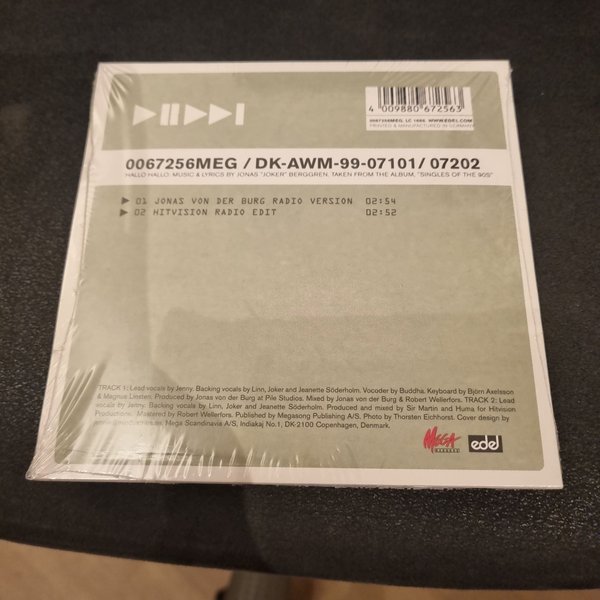 4 009880 672563
0067256MEG, LC 1666 WWW.EDEL.COM
PRINTED & MANUFACTURED IN GERMANY
0067256MEG / DK-AWM-99-07101/ 07202
HALLO HALLO: MUSIC & LYRICS BY JONAS "JOKER" BERGGREN, TAKEN FROM THE ALBUM, "SINGLES OF THE 90S"
01 JONAS VON DER BURG RADIO VERSION 02:54
02 HITVISION RADIO EDIT 02:52
TRACK 1: Lead vocals by Jenny. Backing vocals by Linn, Joker and Jeanette Söderholm. Vocoder by Buddha. Keyboard by Björn Axelsson
& Magnus Liesten. Produced by Jonas von der Burg at Pile Studios. Mixed by Jonas von der Burg & Robert Wellerfors. TRACK 2: Lead
vocals by Jenny. Backing vocals by Linn, Joker and Jeanette Söderholm. Produced and mixed by Sir Martin and Huma for Hitvision
Productions. Mastered by Robert Wellerfors. Published by Megasong Publishing A/S. Photo by Thorsten Eichhorst. Cover design by
Mega Scandinavia A/S, Indiakaj No.1, DK-2100 Copenhagen, Denmark.
MEGA
RECORDS
edel